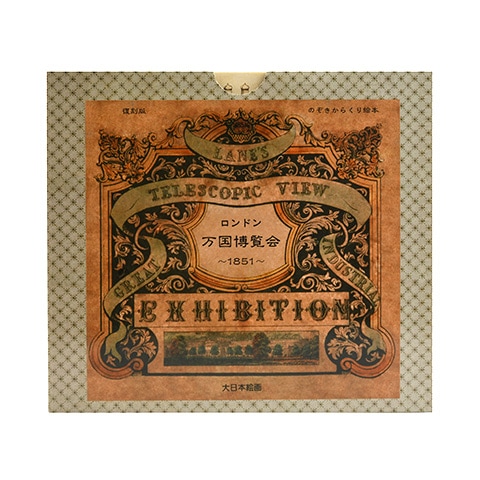 復刻版
のぞきからくり絵本
LANE'S
TELESCOPIC VIEW
ロンドン
万国博覧会
～1851～
GREAT
INDUSTRIAL
EXHIBITION
大日本絵画